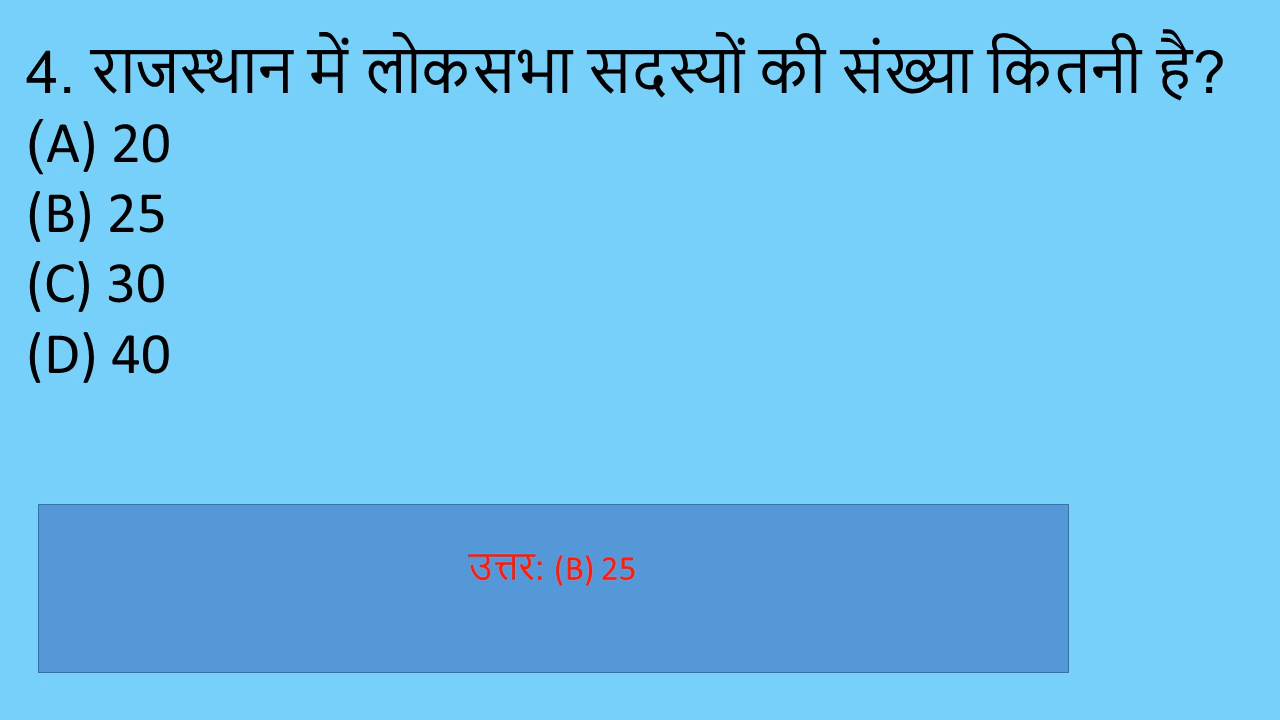 4. राजस्थान में लोकसभा सदस्यों की संख्या कितनी है?
(A) 20
(B) 25
(C) 30
(D) 40
उत्तर: (B) 25